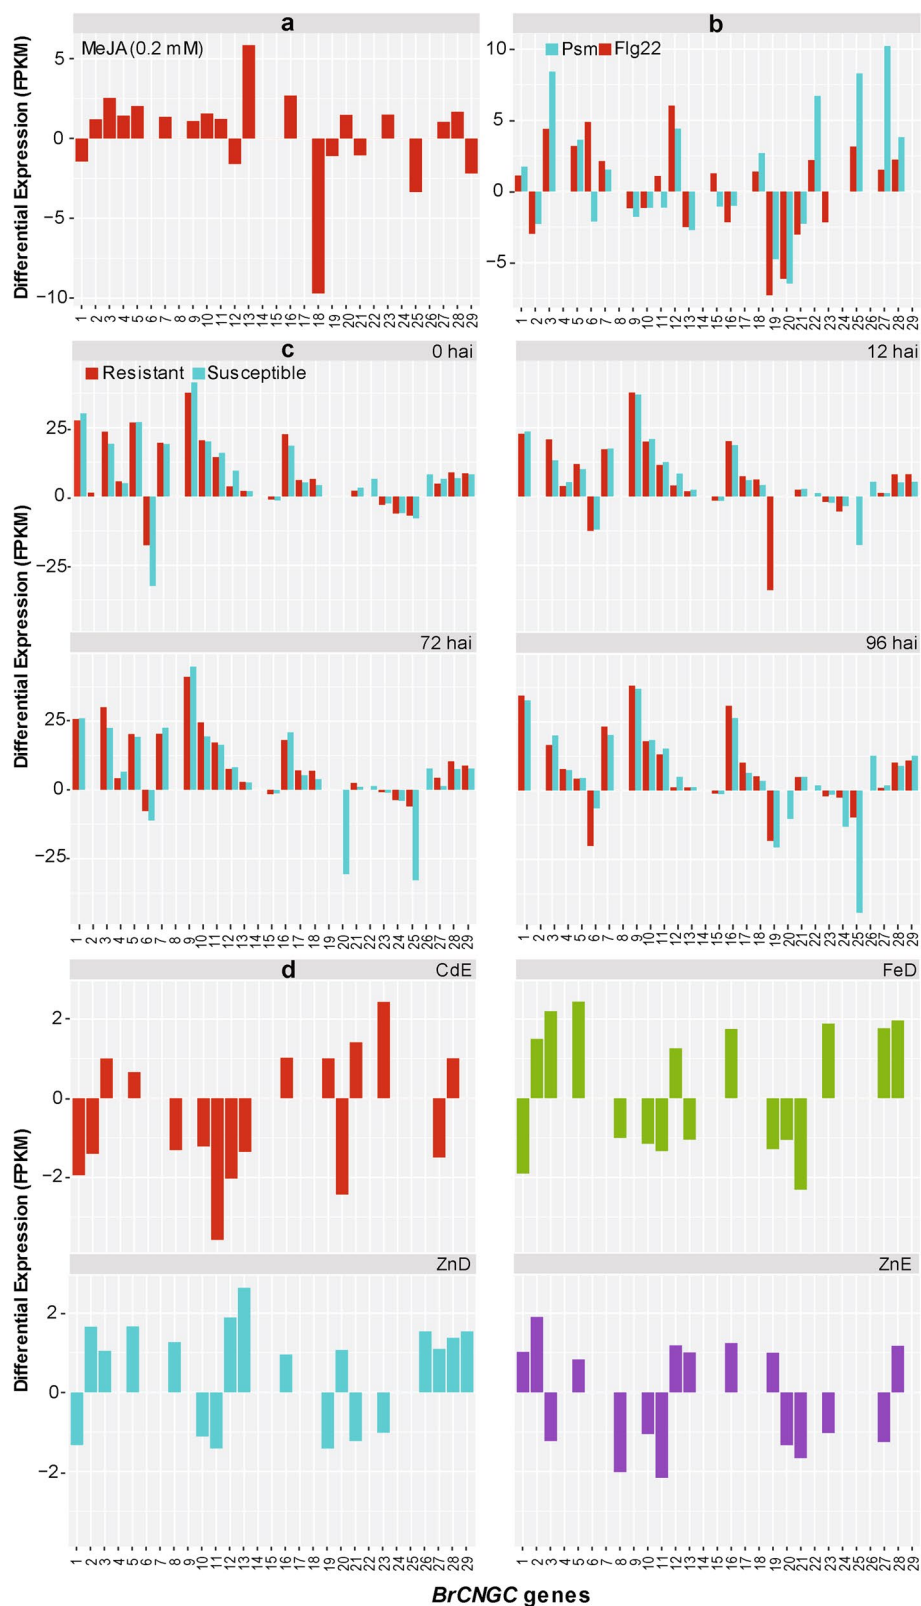 a
MeJA (0.2 mM)
Differential Expression (FPKM)
5
0
−5
−10
1 2 3 4 5 6 7 8 9 10 11 12 13 14 15 16 17 18 19 20 21 22 23 24 25 26 27 28 29
b
Psm Flg22
10
5
0
−5
1 2 3 4 5 6 7 8 9 10 11 12 13 14 15 16 17 18 19 20 21 22 23 24 25 26 27 28 29
c
0 hai
Resistant Susceptible
Differential Expression (FPKM)
25
0
−25
12 hai
72 hai
25
0
−25
1 2 3 4 5 6 7 8 9 10 11 12 13 14 15 16 17 18 19 20 21 22 23 24 25 26 27 28 29
96 hai
1 2 3 4 5 6 7 8 9 10 11 12 13 14 15 16 17 18 19 20 21 22 23 24 25 26 27 28 29
d
CdE
2
0
−2
FeD
Differential Expression (FPKM)
ZnD
2
0
−2
1 2 3 4 5 6 7 8 9 10 11 12 13 14 15 16 17 18 19 20 21 22 23 24 25 26 27 28 29
ZnE
1 2 3 4 5 6 7 8 9 10 11 12 13 14 15 16 17 18 19 20 21 22 23 24 25 26 27 28 29
BrCNGC genes